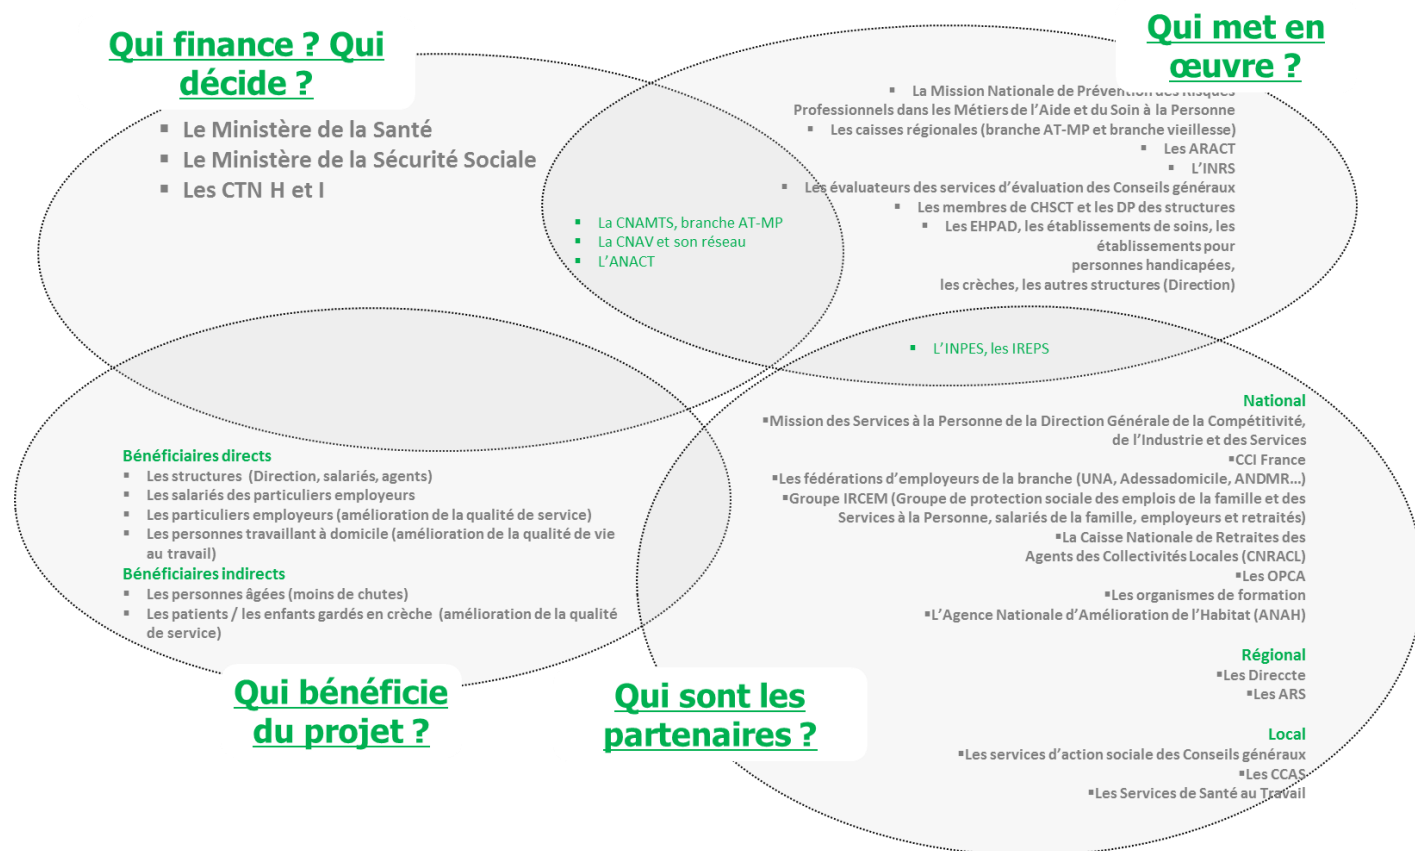 Qui finance ? Qui
décide ?
▪ Le Ministère de la Santé
▪ Le Ministère de la Sécurité Sociale
▪ Les CTN H et I
Qui met en
œuvre ?
▪ La Mission Nationale de Prévention des Risques
Professionnels dans les Métiers de l'Aide et du Soin à la Personne
▪ Les caisses régionales (branche AT-MP et branche vieillesse)
▪ Les ARACT
▪ L'INRS
▪ Les évaluateurs des services d'évaluation des Conseils généraux
▪ Les membres de CHSCT et les DP des structures
▪ Les EHPAD, les établissements de soins, les
établissements pour
personnes handicapées,
les crèches, les autres structures (Direction)
▪ La CNAMTS, branche AT-MP
▪ La CNAV et son réseau
▪ L'ANACT
▪ L'INPES, les IREPS
Bénéficiaires directs
▪ Les structures (Direction, salariés, agents)
▪ Les salariés des particuliers employeurs
▪ Les particuliers employeurs (amélioration de la qualité de service)
▪ Les personnes travaillant à domicile (amélioration de la qualité de vie
au travail)
Bénéficiaires indirects
▪ Les personnes âgées (moins de chutes)
▪ Les patients / les enfants gardés en crèche (amélioration de la qualité
de service)
Qui bénéficie
du projet ?
National
▪Mission des Services à la Personne de la Direction Générale de la Compétitivité,
de l'Industrie et des Services
▪CCI France
▪Les fédérations d'employeurs de la branche (UNA, Adessadomicile, ANDMR…)
▪Groupe IRCEM (Groupe de protection sociale des emplois de la famille et des
Services à la Personne, salariés de la famille, employeurs et retraités)
▪La Caisse Nationale de Retraites des
Agents des Collectivités Locales (CNRACL)
▪Les OPCA
▪Les organismes de formation
▪L'Agence Nationale d'Amélioration de l'Habitat (ANAH)
Régional
▪Les Direccte
▪Les ARS
Local
▪Les services d'action sociale des Conseils généraux
▪Les CCAS
▪Les Services de Santé au Travail
Qui sont les
partenaires ?